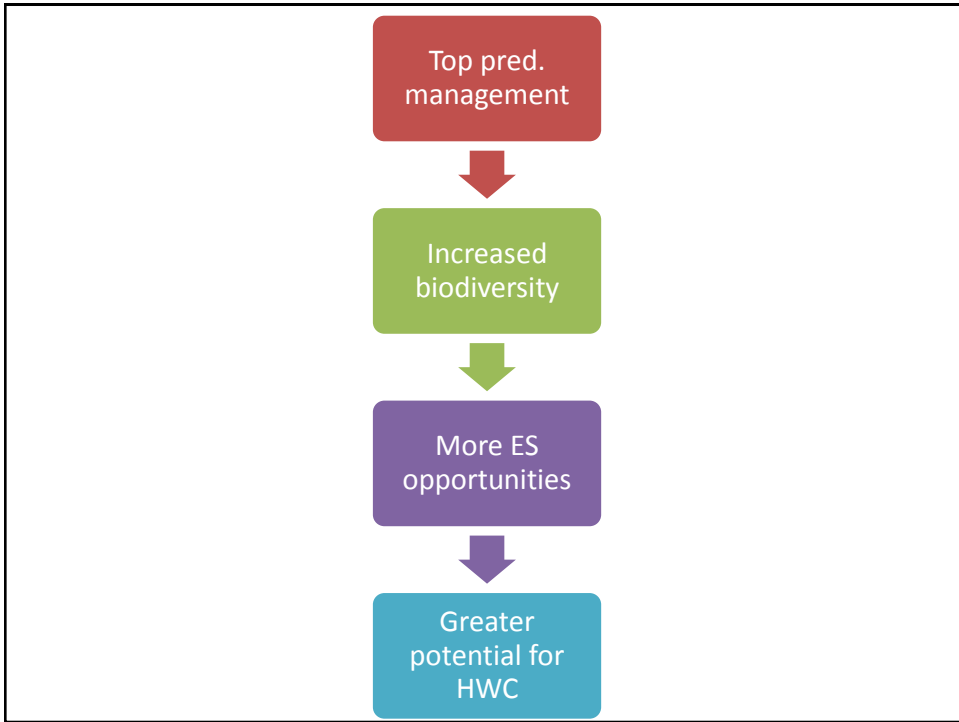 Top pred.
management
Increased
biodiversity
More ES
opportunities
Greater
potential for
HWC